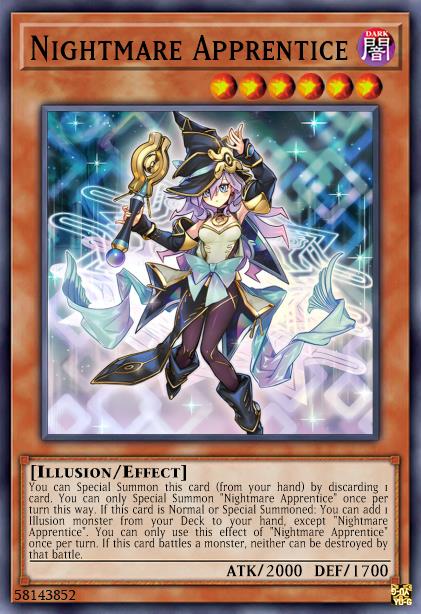 NIGHTMARE APPRENTICE
DARK
闇
[ILLUSION/EFFECT]
You can Special Summon this card (from your hand) by discarding 1
card. You can only Special Summon "Nightmare Apprentice" once per
turn this way. If this card is Normal or Special Summoned: You can add 1
Illusion monster from your Deck to your hand, except "Nightmare
Apprentice". You can only use this effect of "Nightmare Apprentice"
once per turn. If this card battles a monster, neither can be destroyed by
that battle.
ATK/2000 DEF/1700
58143852